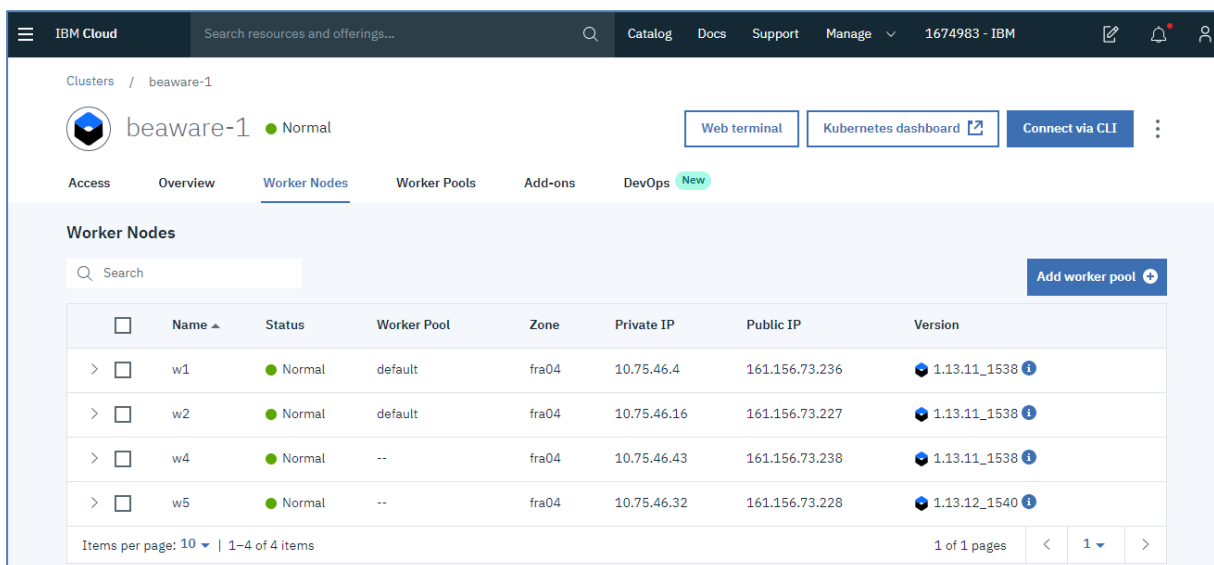 IBM Cloud Search resources and offerings... Catalog Docs Support Manage 1674983 - IBM
Clusters / beaware-1
beaware-1 Normal Web terminal Kubernetes dashboard Connect via CLI
Access Overview Worker Nodes Worker Pools Add-ons DevOps New
Worker Nodes
Search Add worker pool
Name Status Worker Pool Zone Private IP Public IP Version
w1 Normal default fra04 10.75.46.4 161.156.73.236 1.13.11_1538
w2 Normal default fra04 10.75.46.16 161.156.73.227 1.13.11_1538
w4 Normal -- fra04 10.75.46.43 161.156.73.238 1.13.11_1538
w5 Normal -- fra04 10.75.46.32 161.156.73.228 1.13.12_1540
Items per page: 10 | 1–4 of 4 items 1 of 1 pages < 1 >